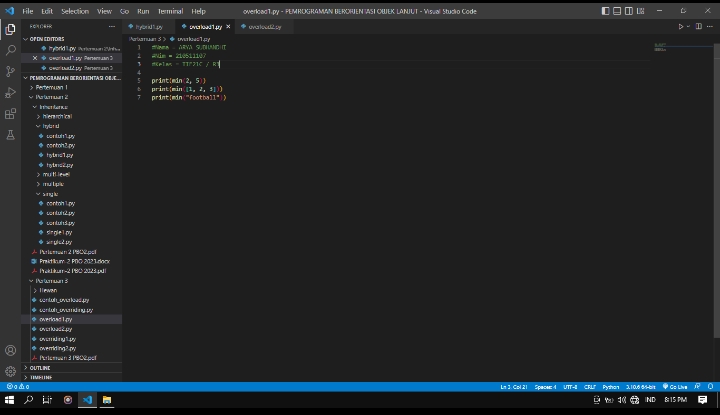 File Edit Selection View Go Run Terminal Help
overload1.py - PEMROGRAMAN BERORIENTASI OBJEK LANJUT - Visual Studio Code
EXPLORER
hybrid1.py overload1.py overload2.py
OPEN EDITORS
hybrid1.py Pertemuan 2\Inhe...
overload1.py Pertemuan 3
overload2.py Pertemuan 3
PEMROGRAMAN BERORIENTASI OBJE...
Pertemuan 1
Pertemuan 2
Inheritance
hierarchical
hybrid
contoh1.py
contoh2.py
hybrid1.py
hybrid2.py
multi-level
multiple
single
contoh1.py
contoh2.py
contoh3.py
single1.py
single2.py
Pertemuan 2 PBO2.pdf
Praktikum-2 PBO 2023.docx
Praktikum-2 PBO 2023.pdf
Pertemuan 3
Hewan
contoh_overload.py
contoh_overriding.py
overload1.py
overload2.py
overriding1.py
overriding2.py
Pertemuan 3 PBO2.pdf
OUTLINE
TIMELINE
Pertemuan 3 > overload1.py
1 #Nama = ARYA SUBHANDHI
2 #Nim = 210511107
3 #Kelas = TIF21C / R3
4
5 print(min(2, 5))
6 print(min([1, 2, 3]))
7 print(min("Football"))
0 0
Ln 3, Col 21 Spaces: 4 UTF-8 CRLF Python 3.10.6 64-bit Go Live
IND 8:15 PM